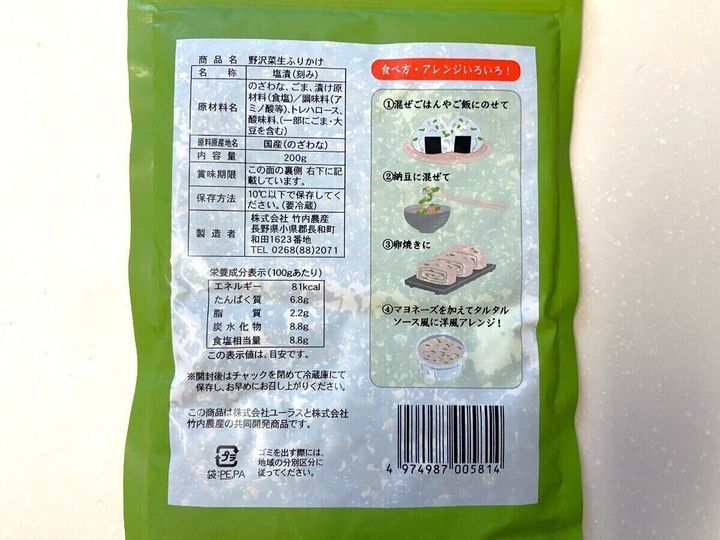 商品名 野沢菜生ふりかけ
名称 塩漬(刻み)
原材料名 のざわな、ごま、漬け原
材料(食塩)/調味料(ア
ミノ酸等)、トレハロース、
酸味料、(一部にごま・大
豆を含む)
原料原産地名 国産(のざわな)
内容量 200g
賞味期限 この面の裏側 右下に記
載しています。
保存方法 10℃以下で保存してく
ださい。(要冷蔵)
製造者 株式会社 竹内農産
長野県小県郡長和町
和田1623番地
TEL 0268(88)2071
栄養成分表示(100gあたり)
エネルギー 81kcal
たんぱく質 6.8g
脂質 2.2g
炭水化物 8.8g
食塩相当量 8.8g
この表示値は、目安です。
※開封後はチャックを閉めて冷蔵庫にて
保存し、お早めにお召し上がりください。
この商品は株式会社ユーラスと株式会社
竹内農産の共同開発商品です。
プラ
袋:PE,PA
ゴミを出す際には、
地域の分別区分に
従ってください。
食べ方・アレンジいろいろ!
①混ぜごはんやご飯にのせて
②納豆に混ぜて
③卵焼きに
④マヨネーズを加えてタルタル
ソース風に洋風アレンジ!
4 974987 005814